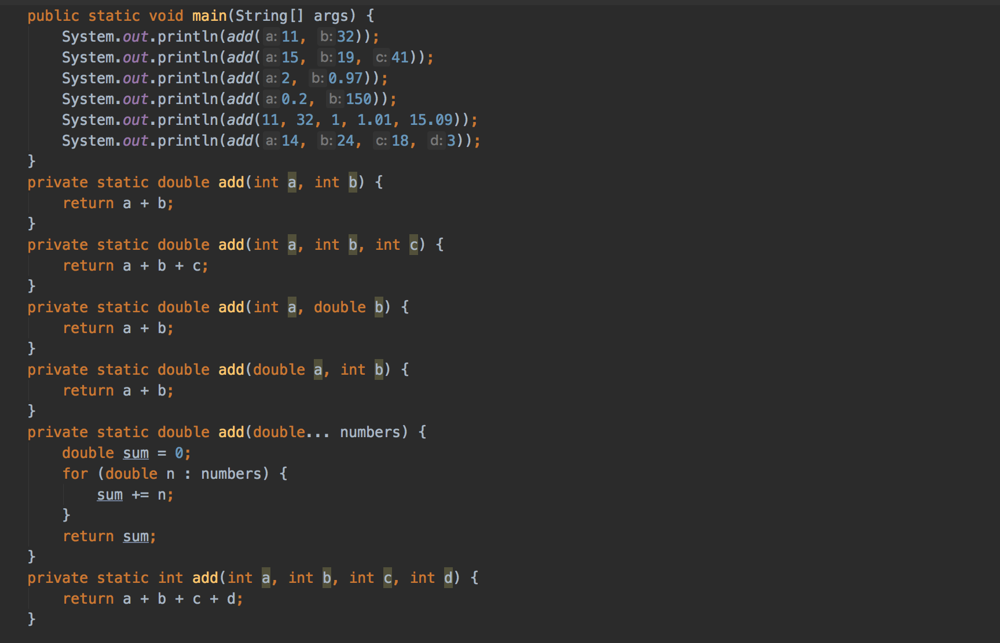 public static void main(String[] args) {
    System.out.println(add( a: 11, b: 32));
    System.out.println(add( a: 15, b: 19, c: 41));
    System.out.println(add( a: 2, b: 0.97));
    System.out.println(add( a: 0.2, b: 150));
    System.out.println(add(11, 32, 1, 1.01, 15.09));
    System.out.println(add( a: 14, b: 24, c: 18, d: 3));
}
private static double add(int a, int b) {
    return a + b;
}
private static double add(int a, int b, int c) {
    return a + b + c;
}
private static double add(int a, double b) {
    return a + b;
}
private static double add(double a, int b) {
    return a + b;
}
private static double add(double... numbers) {
    double sum = 0;
    for (double n : numbers) {
        sum += n;
    }
    return sum;
}
private static int add(int a, int b, int c, int d) {
    return a + b + c + d;
}